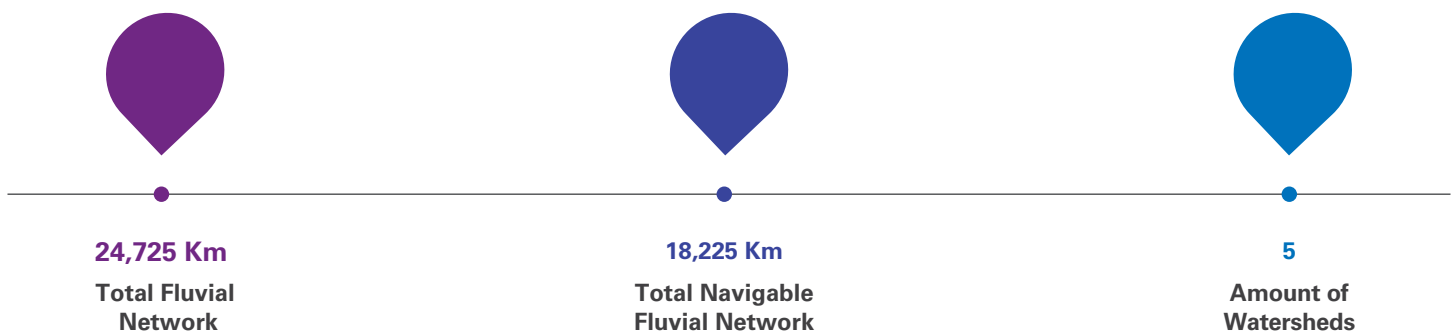 24,725 Km
Total Fluvial
Network
18,225 Km
Total Navigable
Fluvial Network
5
Amount of
Watersheds